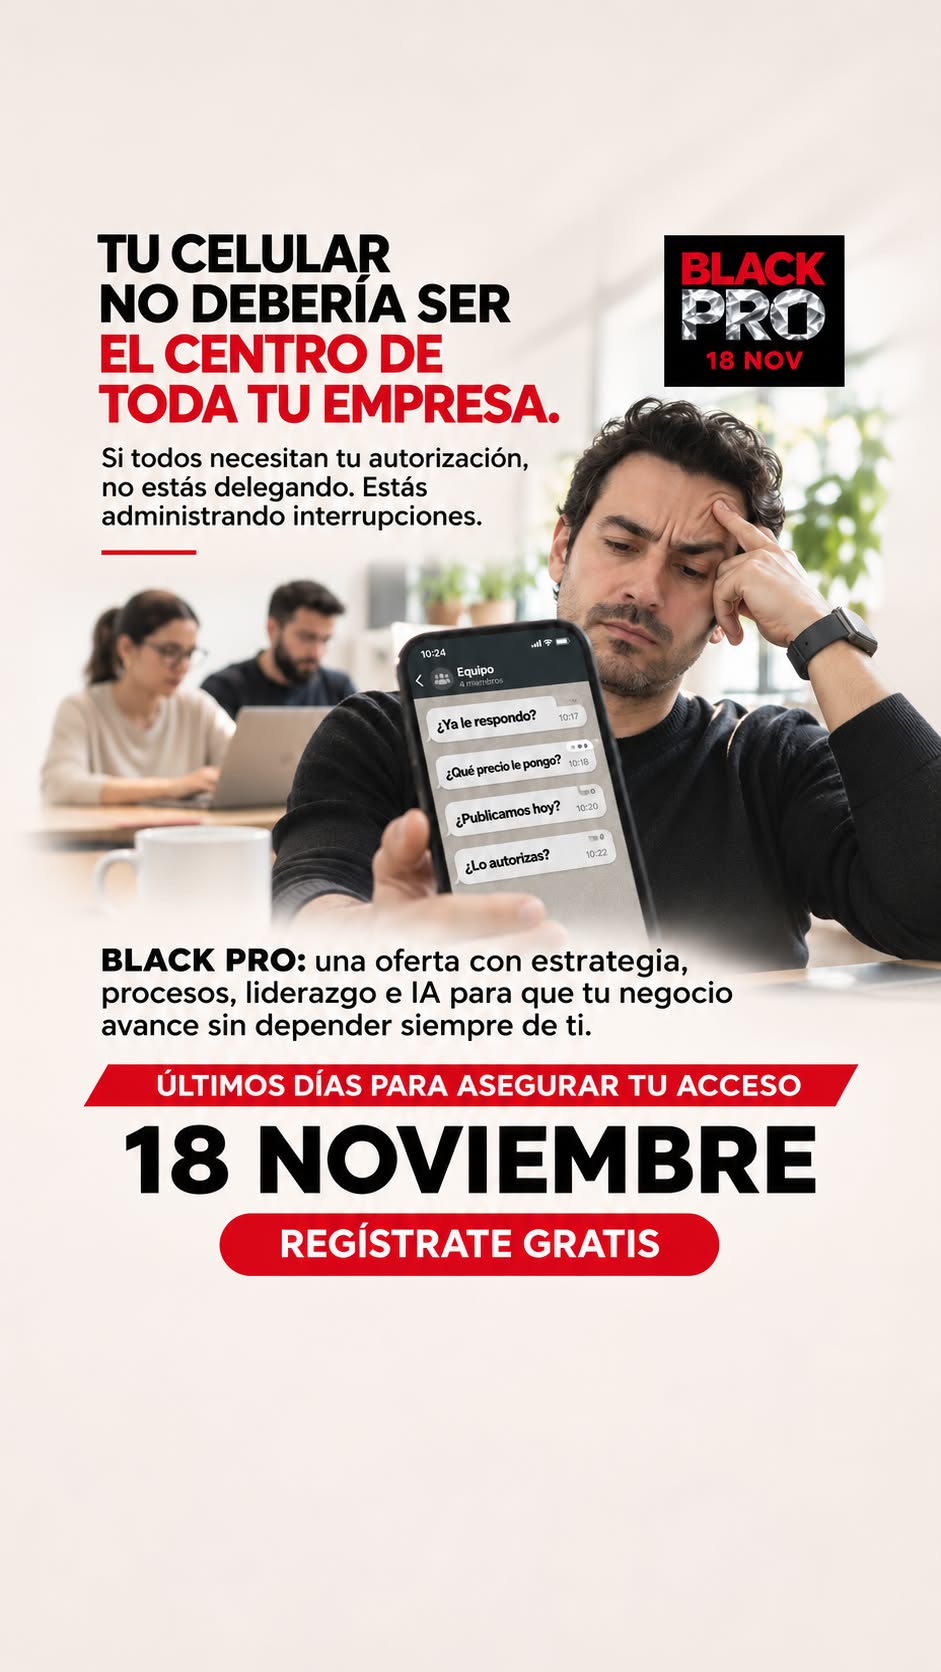 TU CELULAR
NO DEBERÍA SER
EL CENTRO DE
TODA TU EMPRESA.
BLACK
PRO
18 NOV
Si todos necesitan tu autorización,
no estás delegando. Estás
administrando interrupciones.
10:24
Equipo
4 miembros
¿Ya le respondo?
10:17
¿Qué precio le pongo?
10:18
¿Publicamos hoy?
10:20
¿Lo autorizas?
10:22
BLACK PRO: una oferta con estrategia,
procesos, liderazgo e IA para que tu negocio
avance sin depender siempre de ti.
ÚLTIMOS DÍAS PARA ASEGURAR TU ACCESO
18 NOVIEMBRE
REGÍSTRATE GRATIS